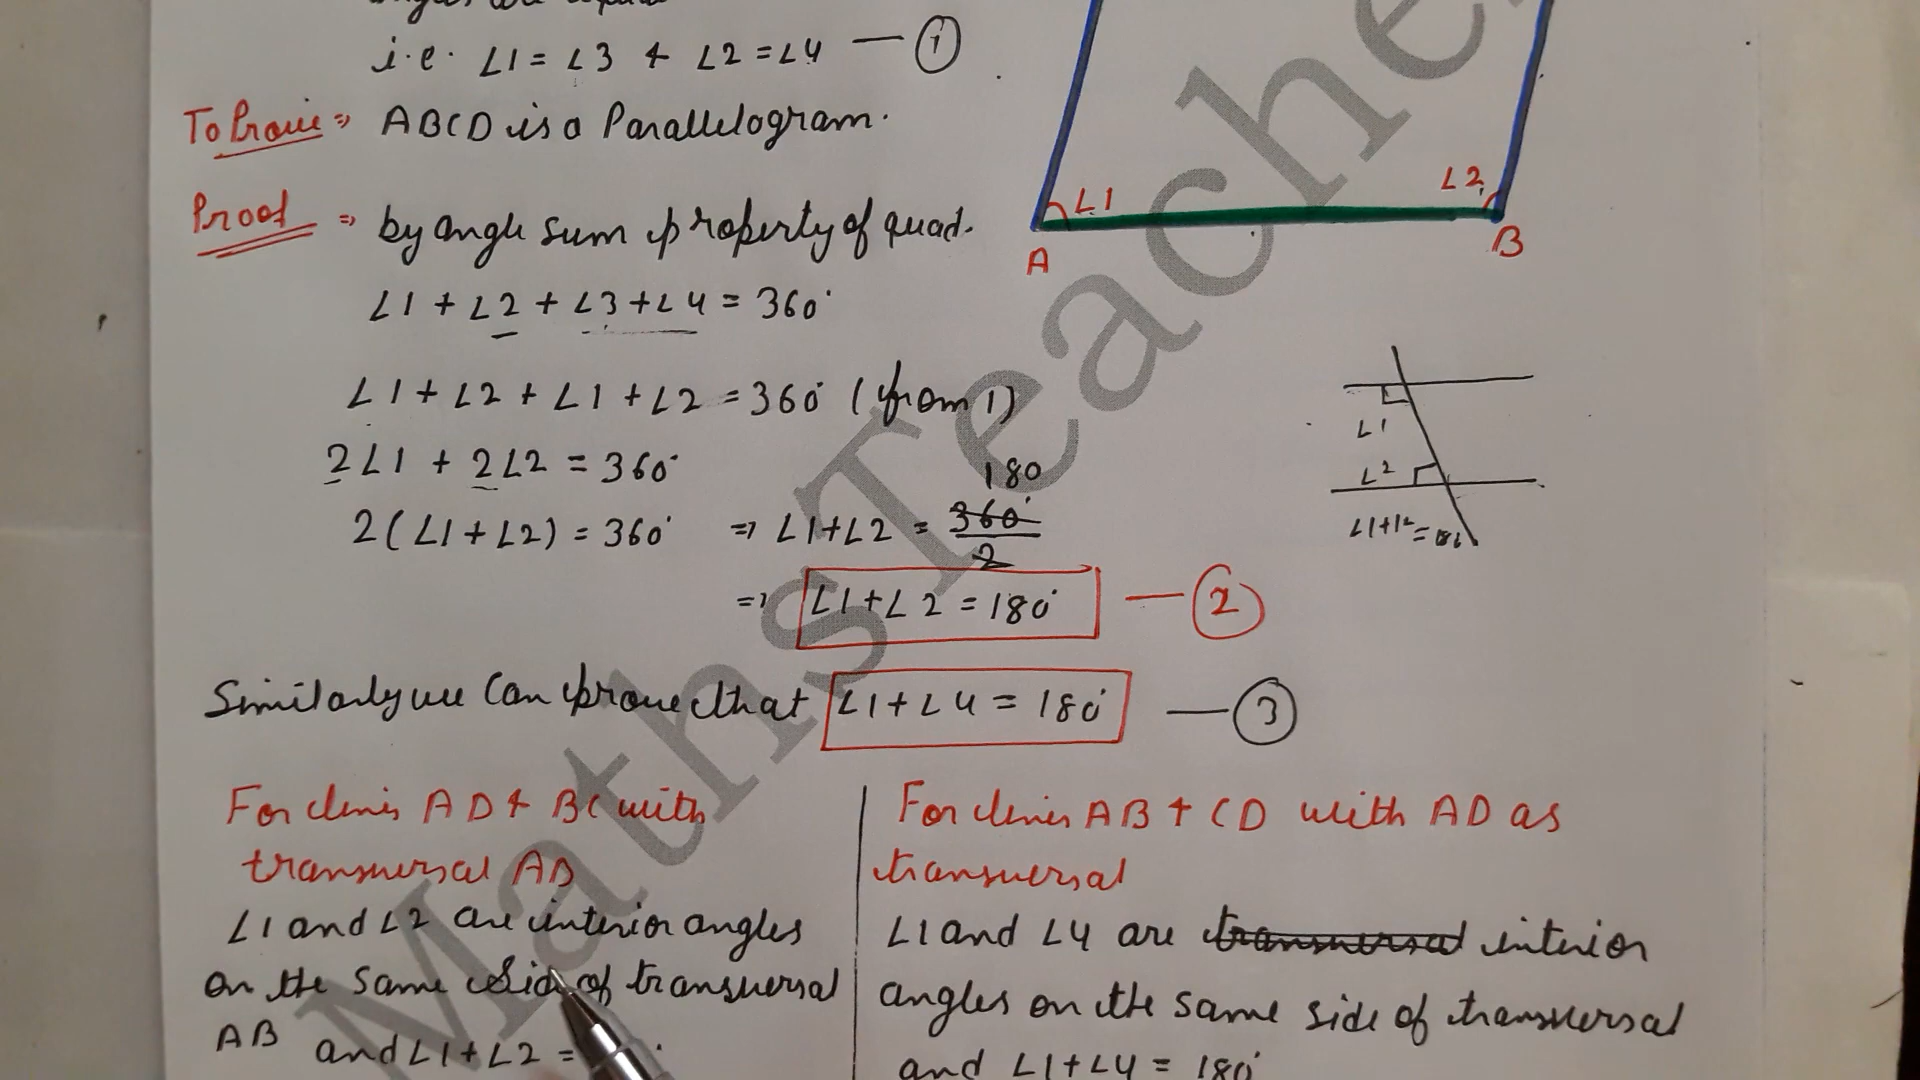 i.e. ∠1 = ∠3 & ∠2 = ∠4 — ①
To Prove ⇒ ABCD is a Parallelogram.
Proof ⇒ by angle sum property of quad.
∠1 + ∠2 + ∠3 + ∠4 = 360°
∠1 + ∠2 + ∠1 + ∠2 = 360° (from 1)
2∠1 + 2∠2 = 360°
2(∠1 + ∠2) = 360° ⇒ ∠1 + ∠2 = 360°/2 180
⇒ ∠1 + ∠2 = 180° — ②
Similarly we can prove that ∠1 + ∠4 = 180° — ③
For lines AD & BC with
transversal AB
∠1 and ∠2 are interior angles
on the same side of transversal
AB and ∠1 + ∠2 =
For lines AB & CD with AD as
transversal
∠1 and ∠4 are transversal interior
angles on the same side of transversal
and ∠1 + ∠4 = 180°
∠1
∠2
A
B
∠1
∠2
Maths Teacher